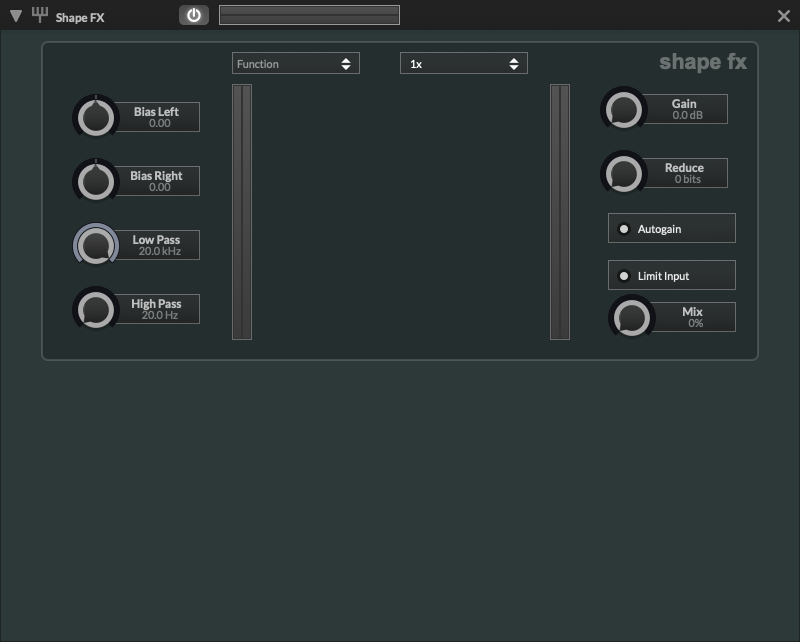 Shape FX
Function
1x
shape fx
Bias Left
0.00
Bias Right
0.00
Low Pass
20.0 kHz
High Pass
20.0 Hz
Gain
0.0 dB
Reduce
0 bits
Autogain
Limit Input
Mix
0%